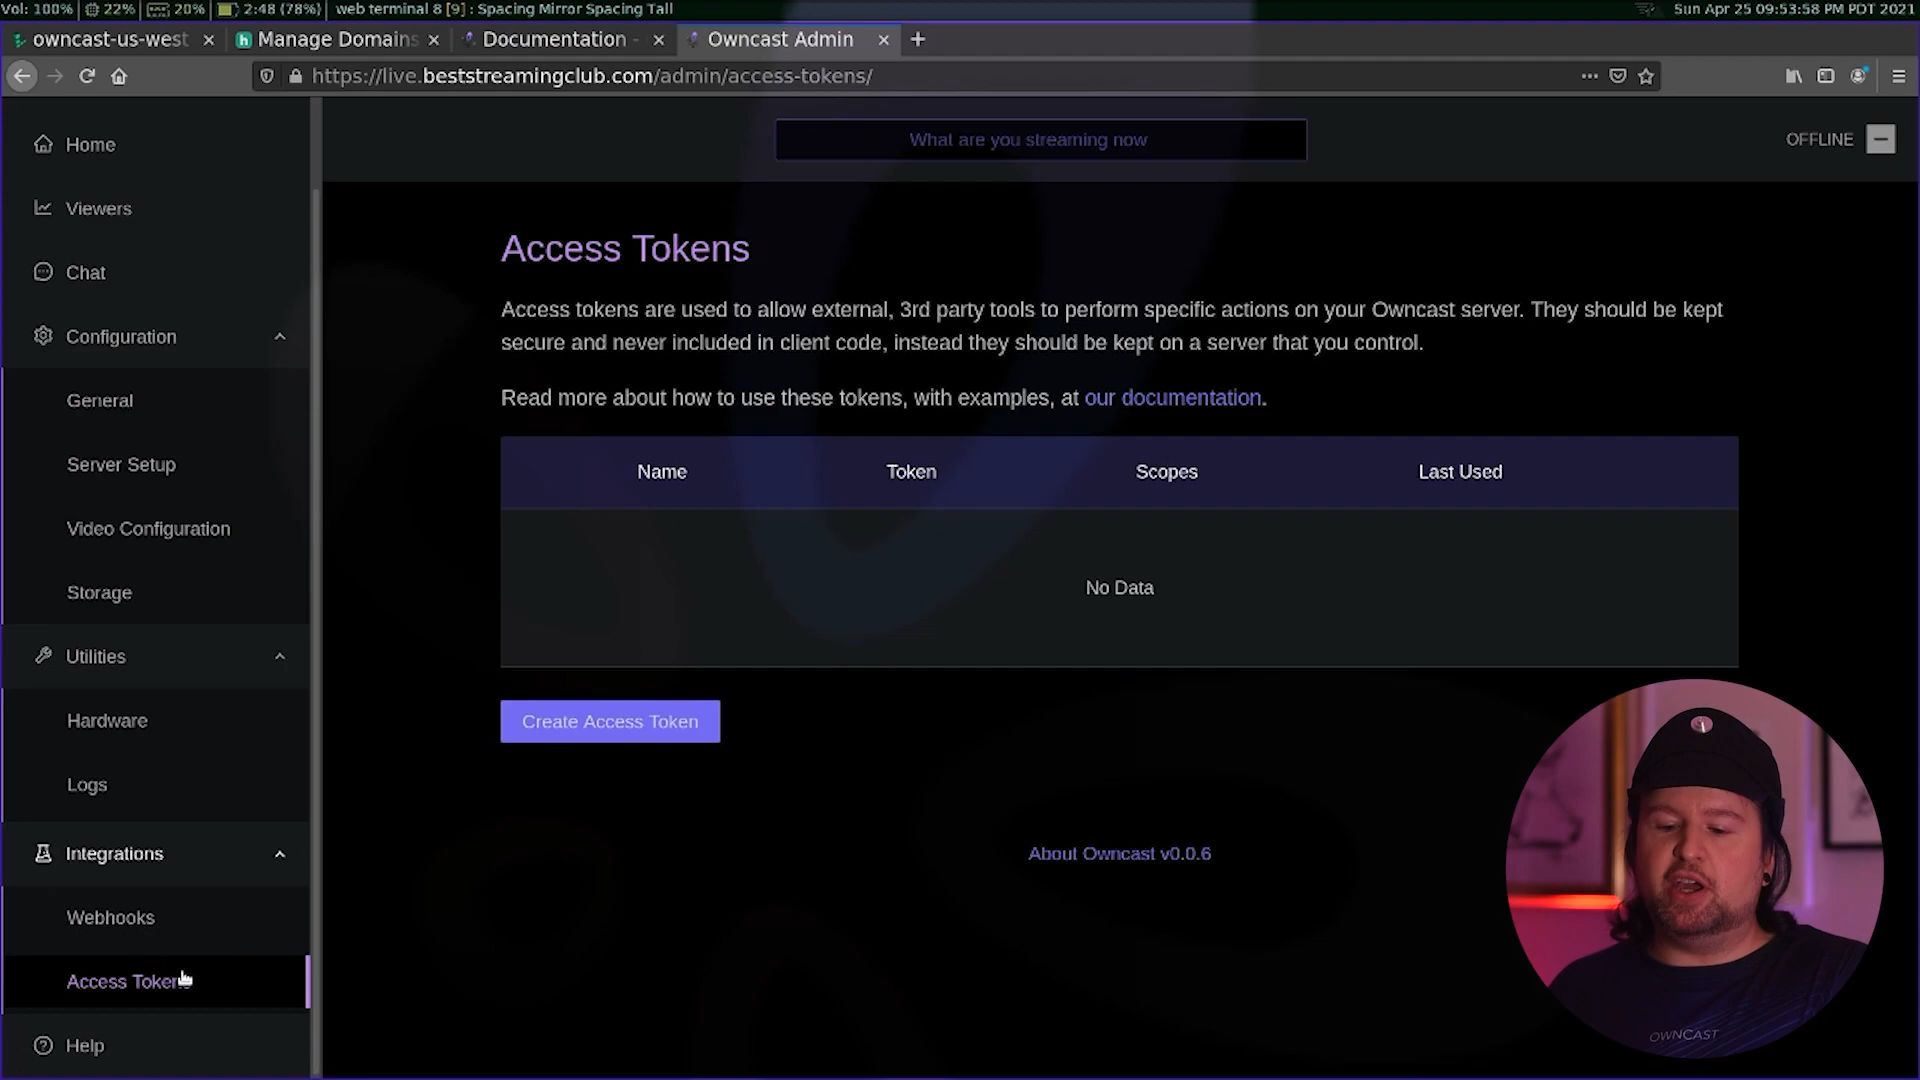 Vol: 100% 22% 20% 2:48 (78%) web terminal 8 [9] : Spacing Mirror Spacing Tall Sun Apr 25 09:53:58 PM PDT 2021
owncast-us-west Manage Domains Documentation - Owncast Admin
https://live.beststreamingclub.com/admin/access-tokens/
Home
What are you streaming now
OFFLINE
Viewers
Chat
Configuration
General
Server Setup
Video Configuration
Storage
Utilities
Hardware
Logs
Integrations
Webhooks
Access Tokens
Help
Access Tokens
Access tokens are used to allow external, 3rd party tools to perform specific actions on your Owncast server. They should be kept
secure and never included in client code, instead they should be kept on a server that you control.
Read more about how to use these tokens, with examples, at our documentation.
Name Token Scopes Last Used
No Data
Create Access Token
About Owncast v0.0.6
OWNCAST